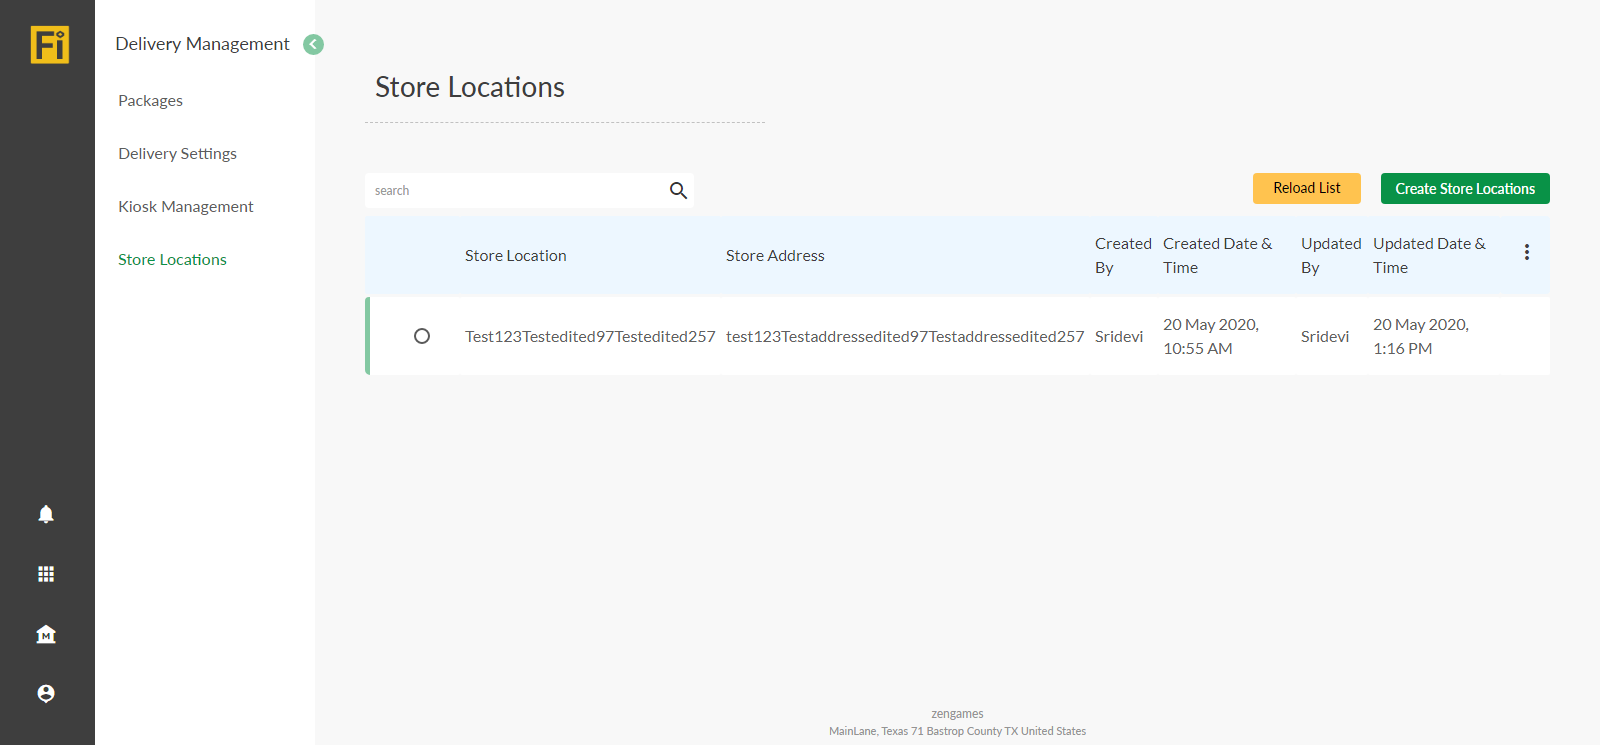 Fi
Delivery Management
Packages
Delivery Settings
Kiosk Management
Store Locations
Store Locations
search
Reload List
Create Store Locations
Store Location
Store Address
Created
By
Created Date &
Time
Updated
By
Updated Date &
Time
Test123Testedited97Testedited257
test123Testaddressedited97Testaddressedited257
Sridevi
20 May 2020,
10:55 AM
Sridevi
20 May 2020,
1:16 PM
M
zengames
MainLane, Texas 71 Bastrop County TX United States